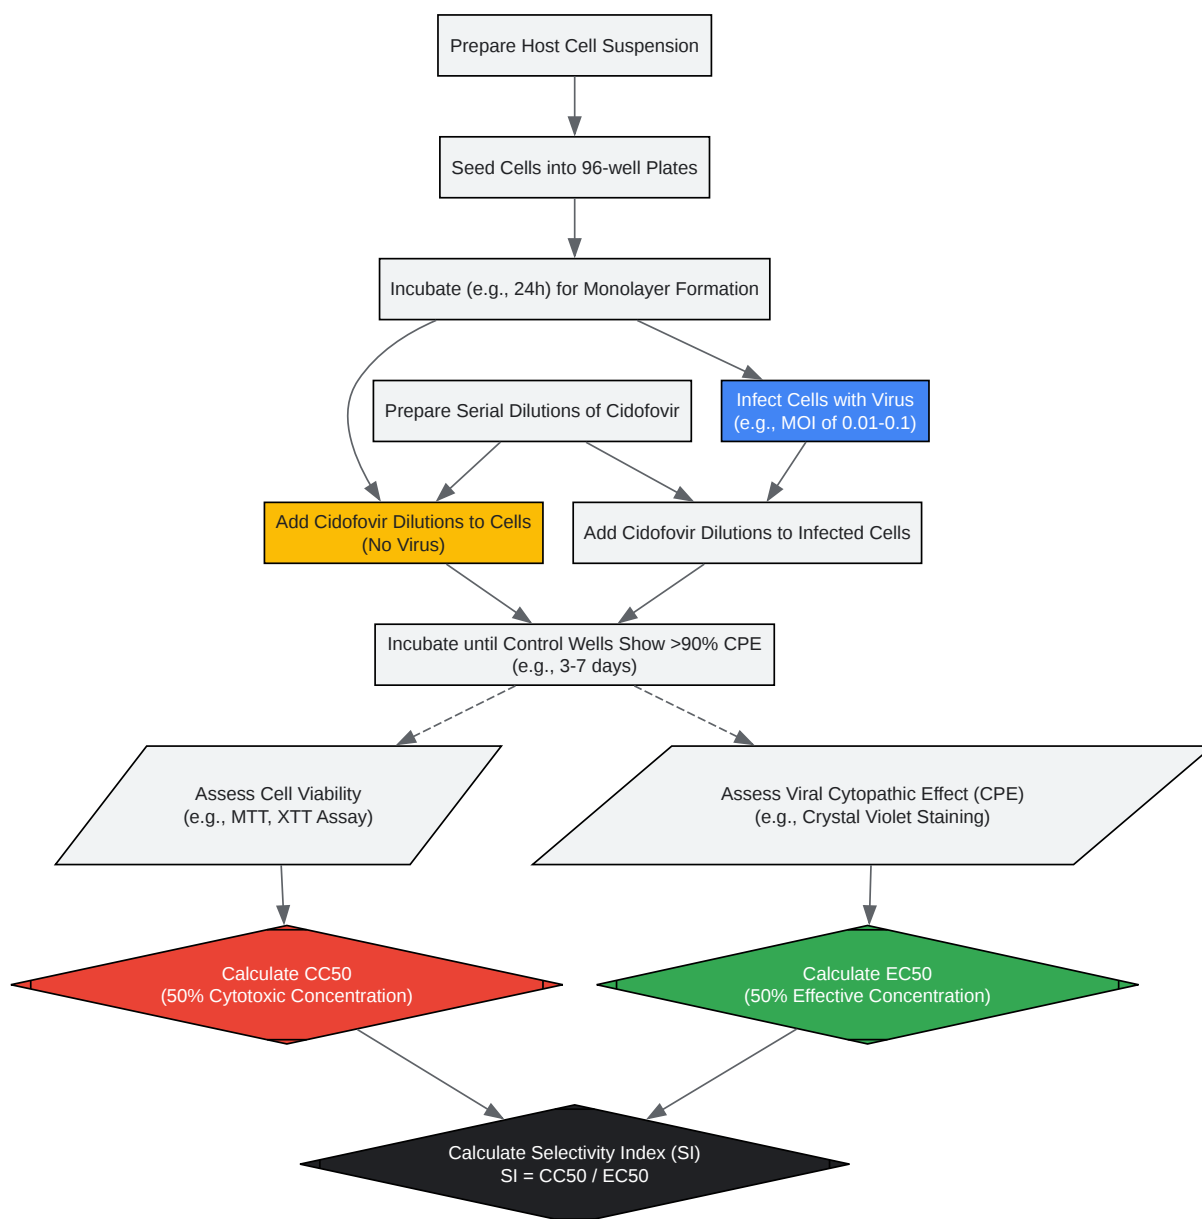 Prepare Host Cell Suspension
Seed Cells into 96-well Plates
Incubate (e.g., 24h) for Monolayer Formation
Prepare Serial Dilutions of Cidofovir
Infect Cells with Virus
(e.g., MOI of 0.01-0.1)
Add Cidofovir Dilutions to Cells
(No Virus)
Add Cidofovir Dilutions to Infected Cells
Incubate until Control Wells Show >90% CPE
(e.g., 3-7 days)
Assess Cell Viability
(e.g., MTT, XTT Assay)
Assess Viral Cytopathic Effect (CPE)
(e.g., Crystal Violet Staining)
Calculate CC50
(50% Cytotoxic Concentration)
Calculate EC50
(50% Effective Concentration)
Calculate Selectivity Index (SI)
SI = CC50 / EC50